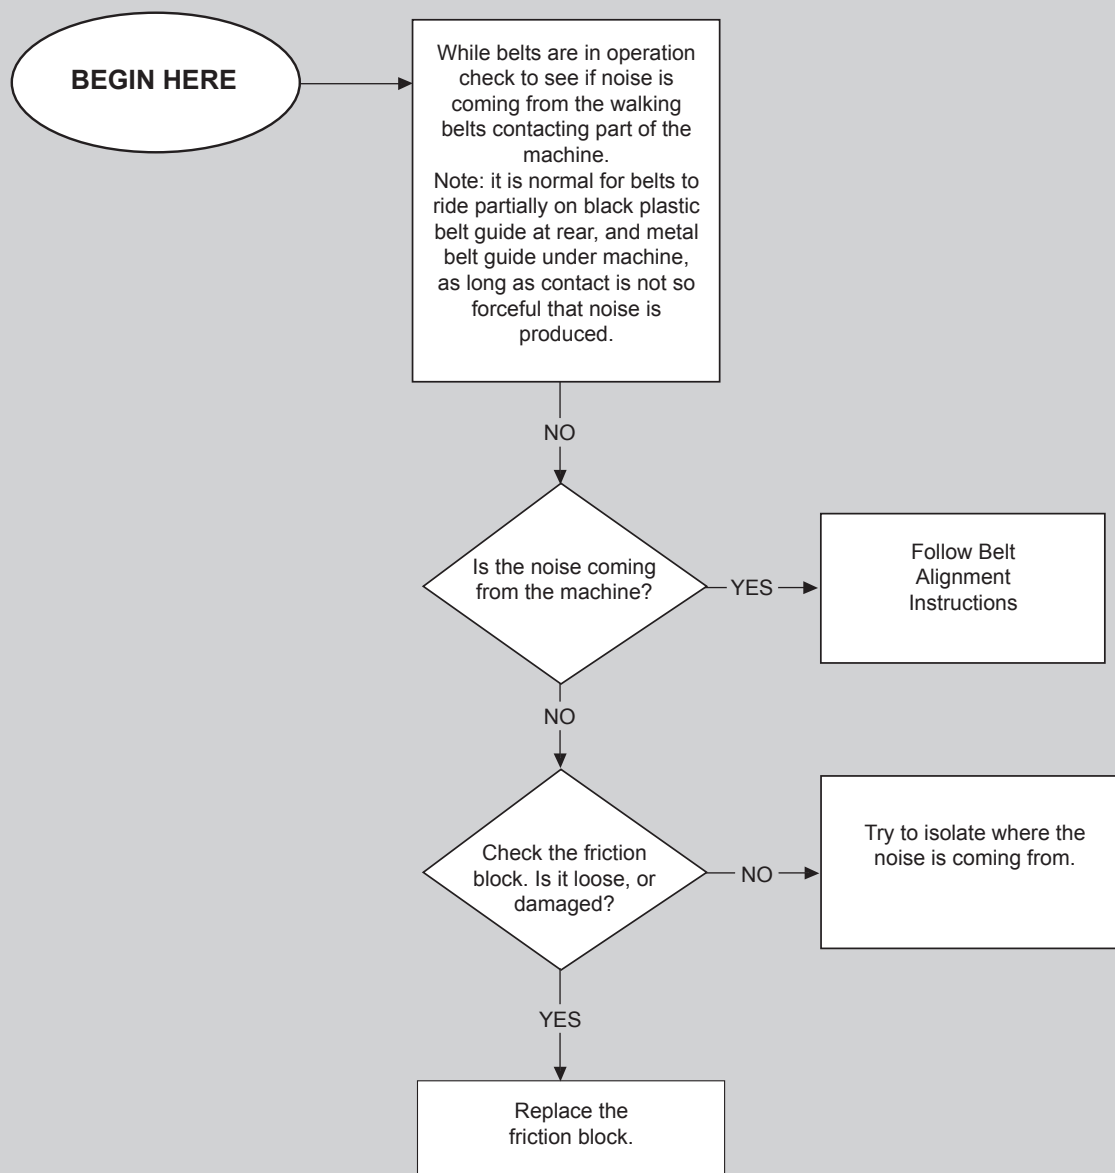 BEGIN HERE
While belts are in operation
check to see if noise is
coming from the walking
belts contacting part of the
machine.
Note: it is normal for belts to
ride partially on black plastic
belt guide at rear, and metal
belt guide under machine,
as long as contact is not so
forceful that noise is
produced.
NO
Is the noise coming
from the machine?
YES
Follow Belt
Alignment
Instructions
NO
Check the friction
block. Is it loose, or
damaged?
NO
Try to isolate where the
noise is coming from.
YES
Replace the
friction block.